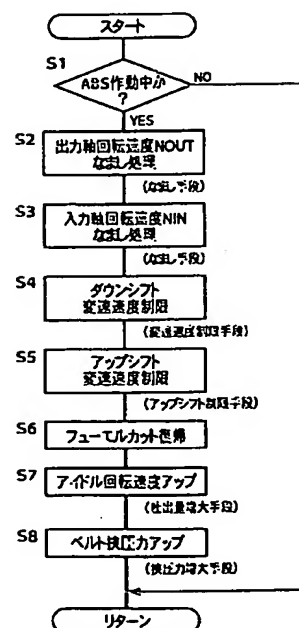 スタート
S1
ABS作動中か
?
NO
YES
S2
出力軸回転速度NOUT
なまし処理
(なまし手段)
S3
入力軸回転速度NIN
なまし処理
(なまし手段)
S4
ダウンシフト
変速速度制限
(変速速度制限手段)
S5
アップシフト
変速速度制限
(アップシフト制限手段)
S6
フューエルカット復帰
S7
アイドル回転速度アップ
(吐出量増大手段)
S8
ベルト挟圧力アップ
(挟圧力増大手段)
リターン